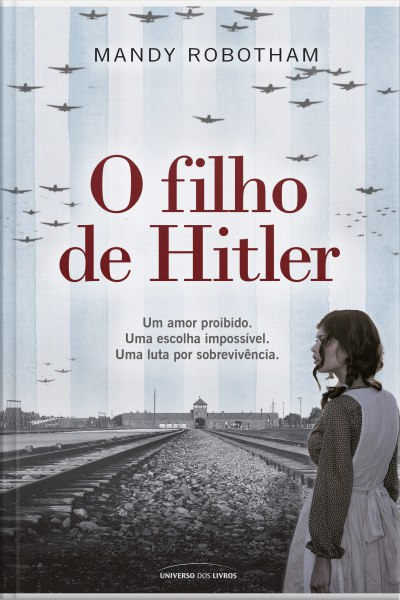 MANDY ROBOTHAM
O filho
de Hitler
Um amor proibido.
Uma escolha impossível.
Uma luta por sobrevivência.
UNIVERSO DOS LIVROS